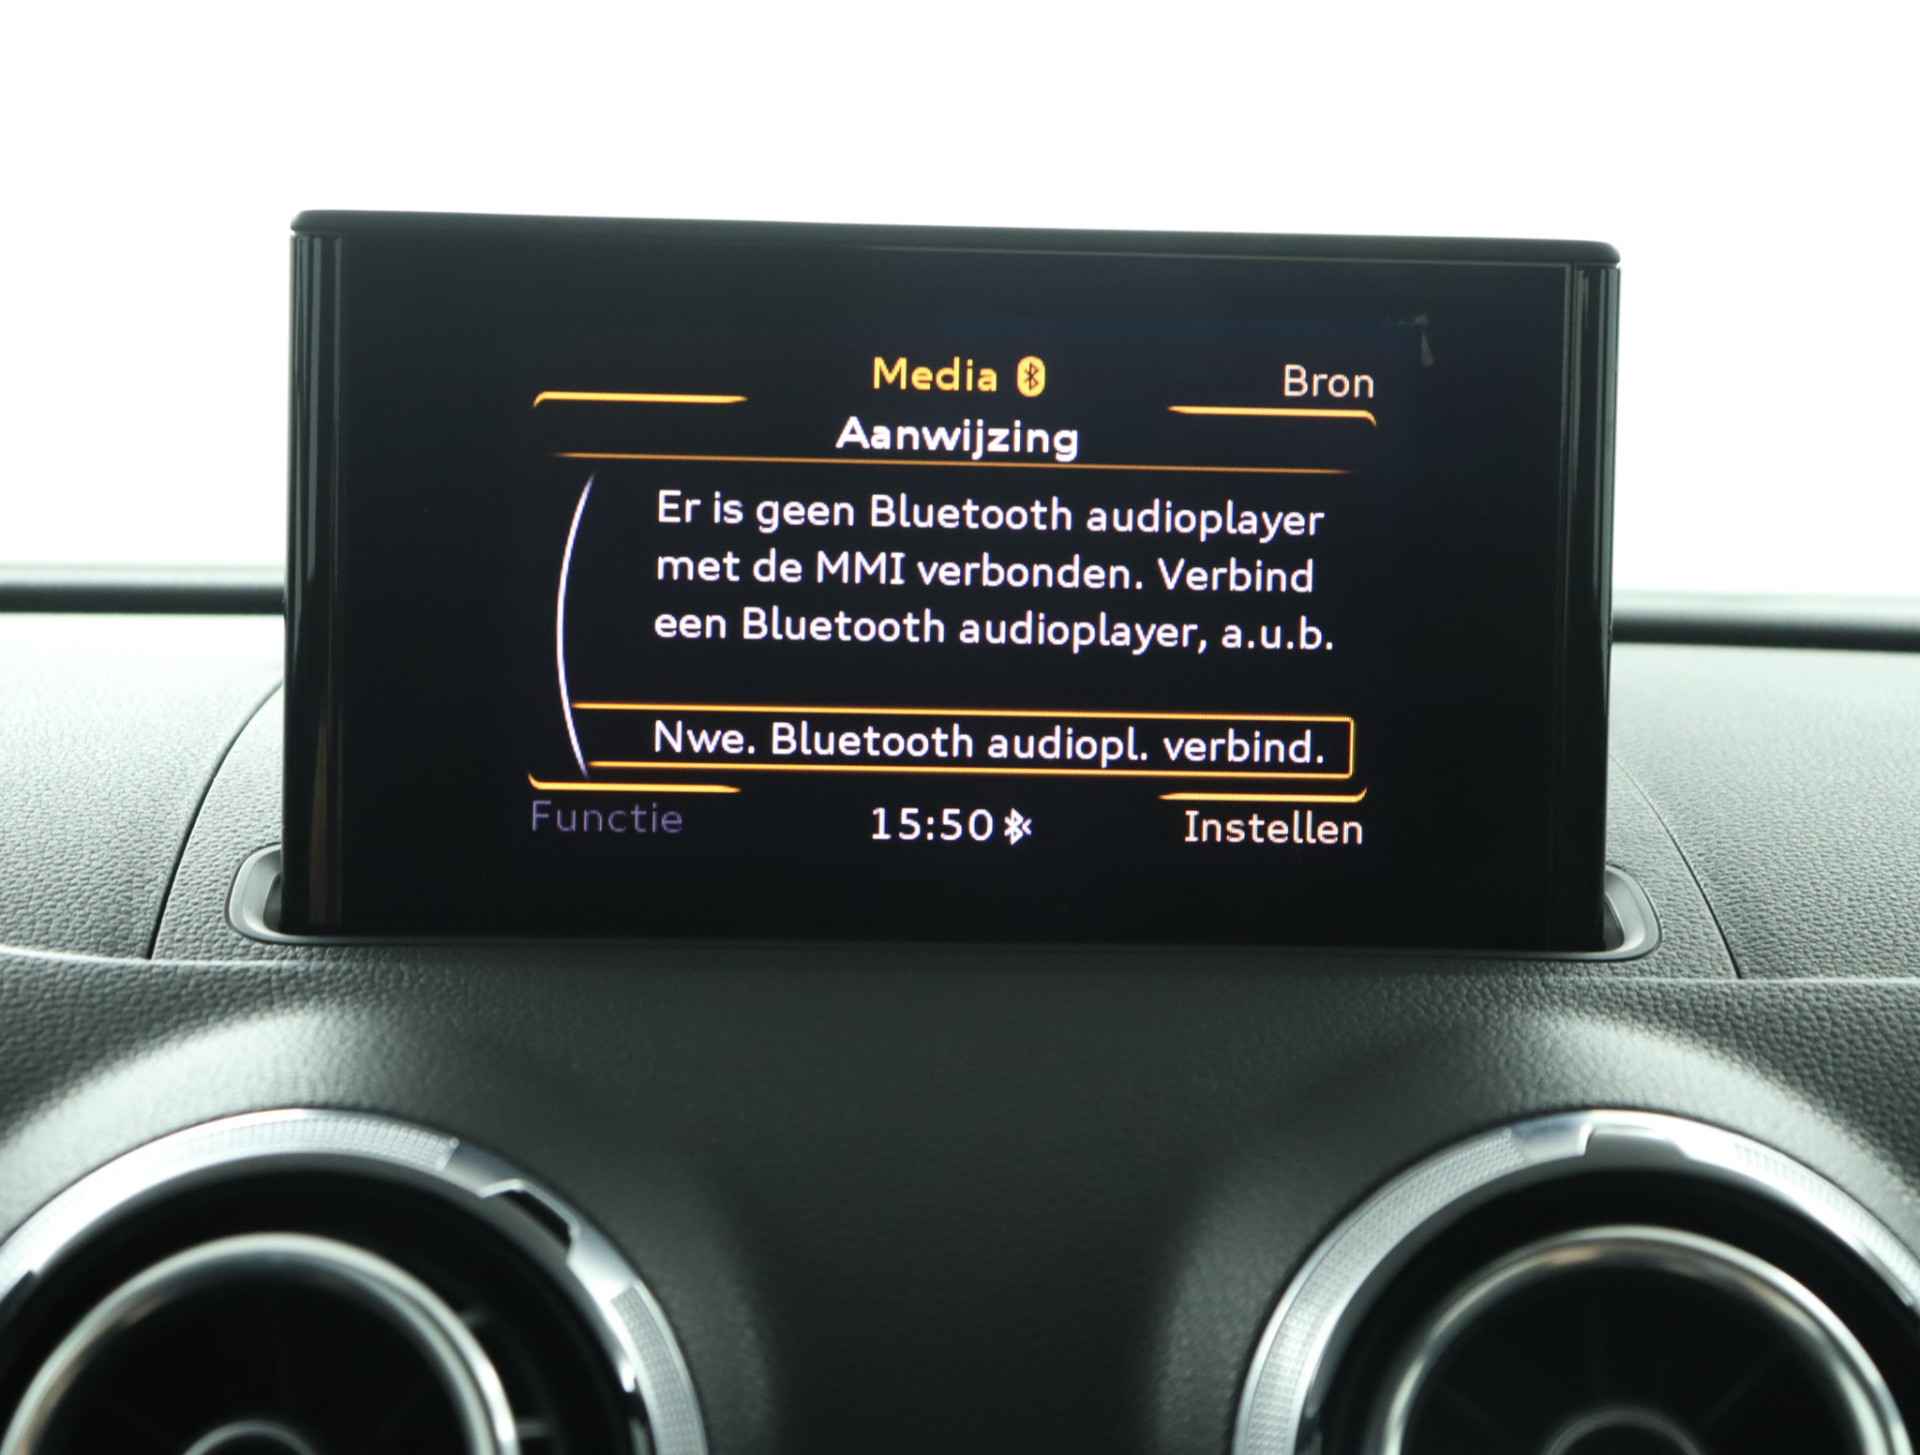 Media
Bron
Aanwijzing
Er is geen Bluetooth audioplayer
met de MMI verbonden. Verbind
een Bluetooth audioplayer, a.u.b.
Nwe. Bluetooth audiopl. verbind.
Functie
15:50
Instellen